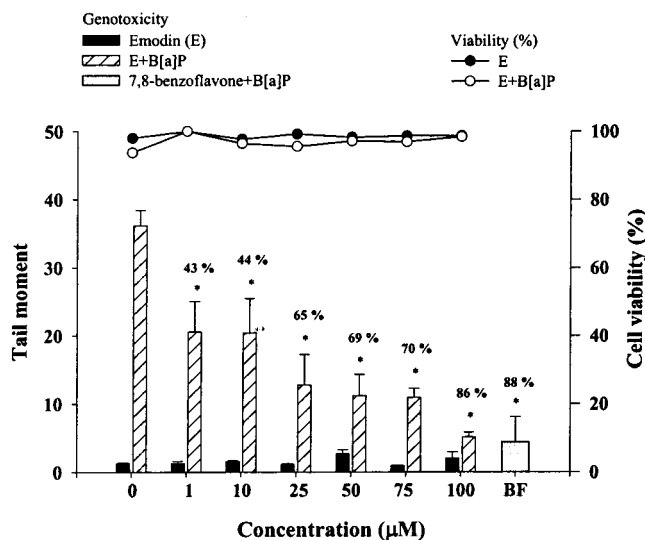 Genotoxicity
Emodin (E)
E+B[a]P
7,8-benzoflavone+B[a]P
Viability (%)
E
E+B[a]P
50
40
30
20
10
0
Tail moment
100
80
60
40
20
0
Cell viability (%)
43 %
*
44 %
*
65 %
*
69 %
*
70 %
*
86 %
*
88 %
*
0 1 10 25 50 75 100 BF
Concentration (μM)